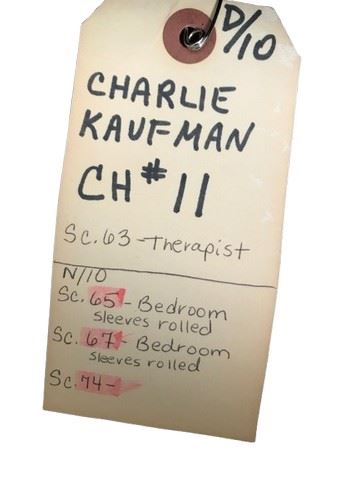 D/10
CHARLIE
KAUFMAN
CH#11
Sc. 63-Therapist
N/10
Sc. 65- Bedroom
sleeves rolled
Sc. 67- Bedroom
sleeves rolled
Sc. 74-